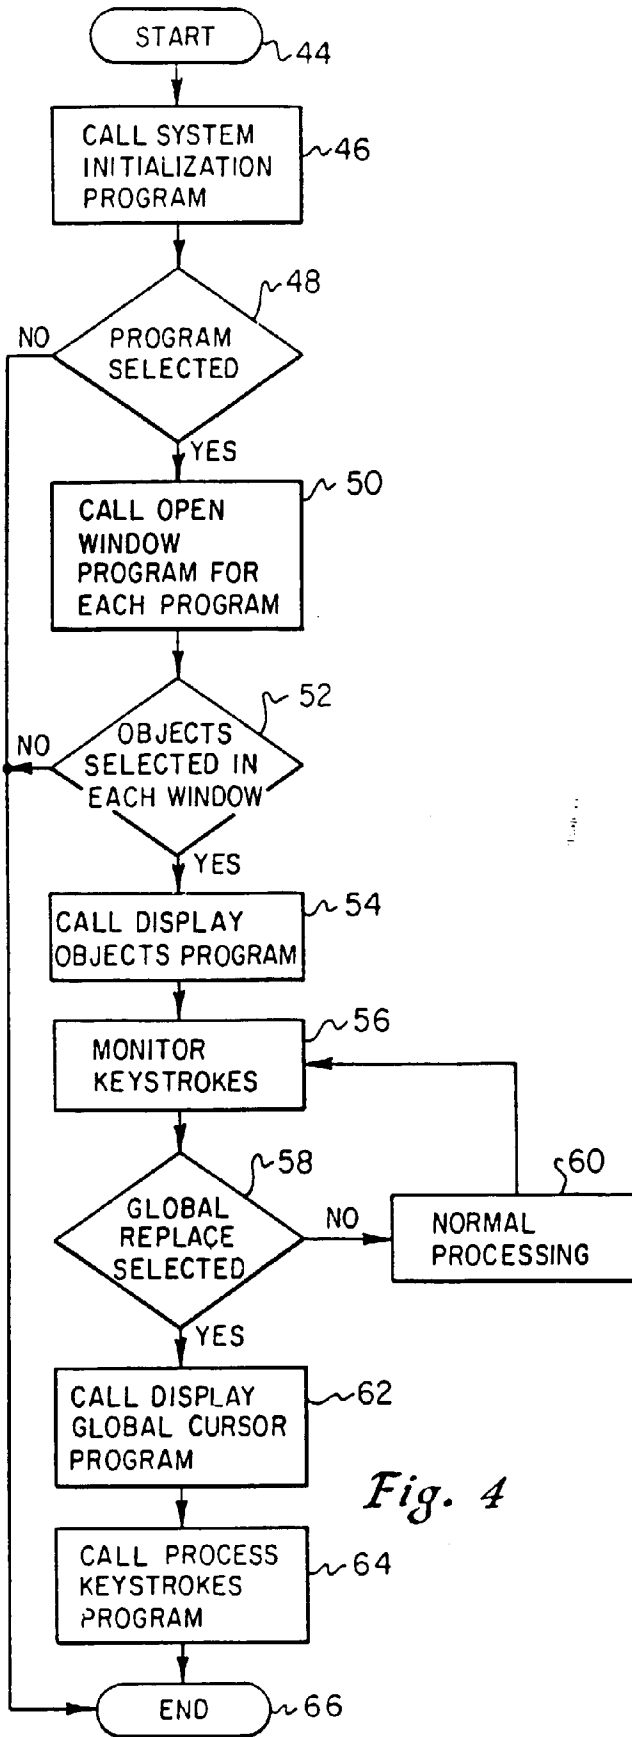 START
44
CALL SYSTEM
INITIALIZATION
PROGRAM
46
48
NO
PROGRAM
SELECTED
YES
50
CALL OPEN
WINDOW
PROGRAM FOR
EACH PROGRAM
52
NO
OBJECTS
SELECTED IN
EACH WINDOW
YES
54
CALL DISPLAY
OBJECTS PROGRAM
56
MONITOR
KEYSTROKES
58
GLOBAL
REPLACE
SELECTED
NO
60
NORMAL
PROCESSING
YES
CALL DISPLAY
GLOBAL CURSOR
PROGRAM
62
Fig. 4
CALL PROCESS
KEYSTROKES
PROGRAM
64
END
66